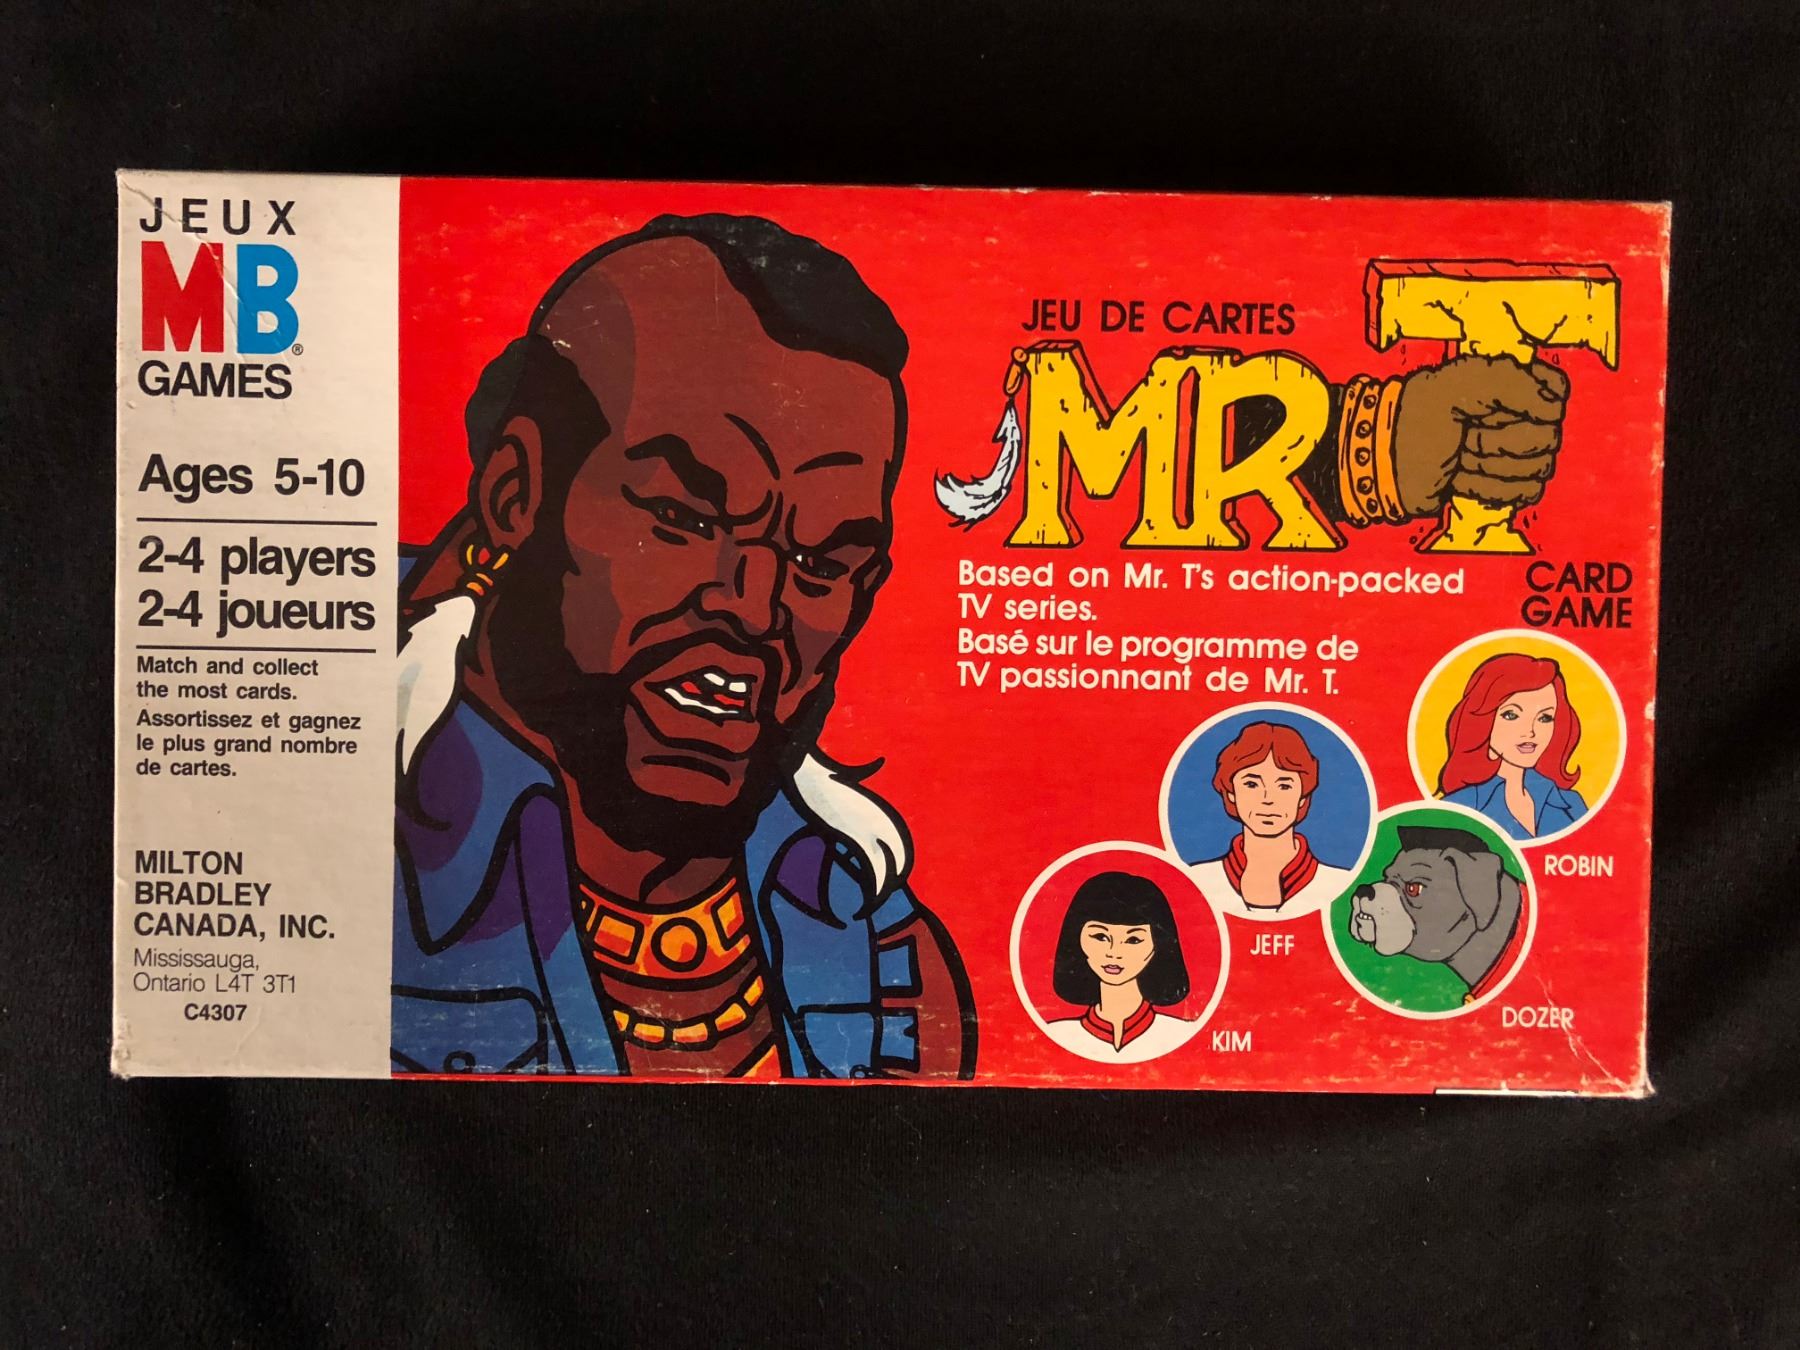 JEUX
MB®
GAMES
Ages 5-10
2-4 players
2-4 joueurs
Match and collect
the most cards.
Assortissez et gagnez
le plus grand nombre
de cartes.
MILTON
BRADLEY
CANADA, INC.
Mississauga,
Ontario L4T 3T1
C4307
JEU DE CARTES
MR T
CARD
GAME
Based on Mr. T's action-packed
TV series.
Basé sur le programme de
TV passionnant de Mr. T.
ROBIN
JEFF
DOZER
KIM